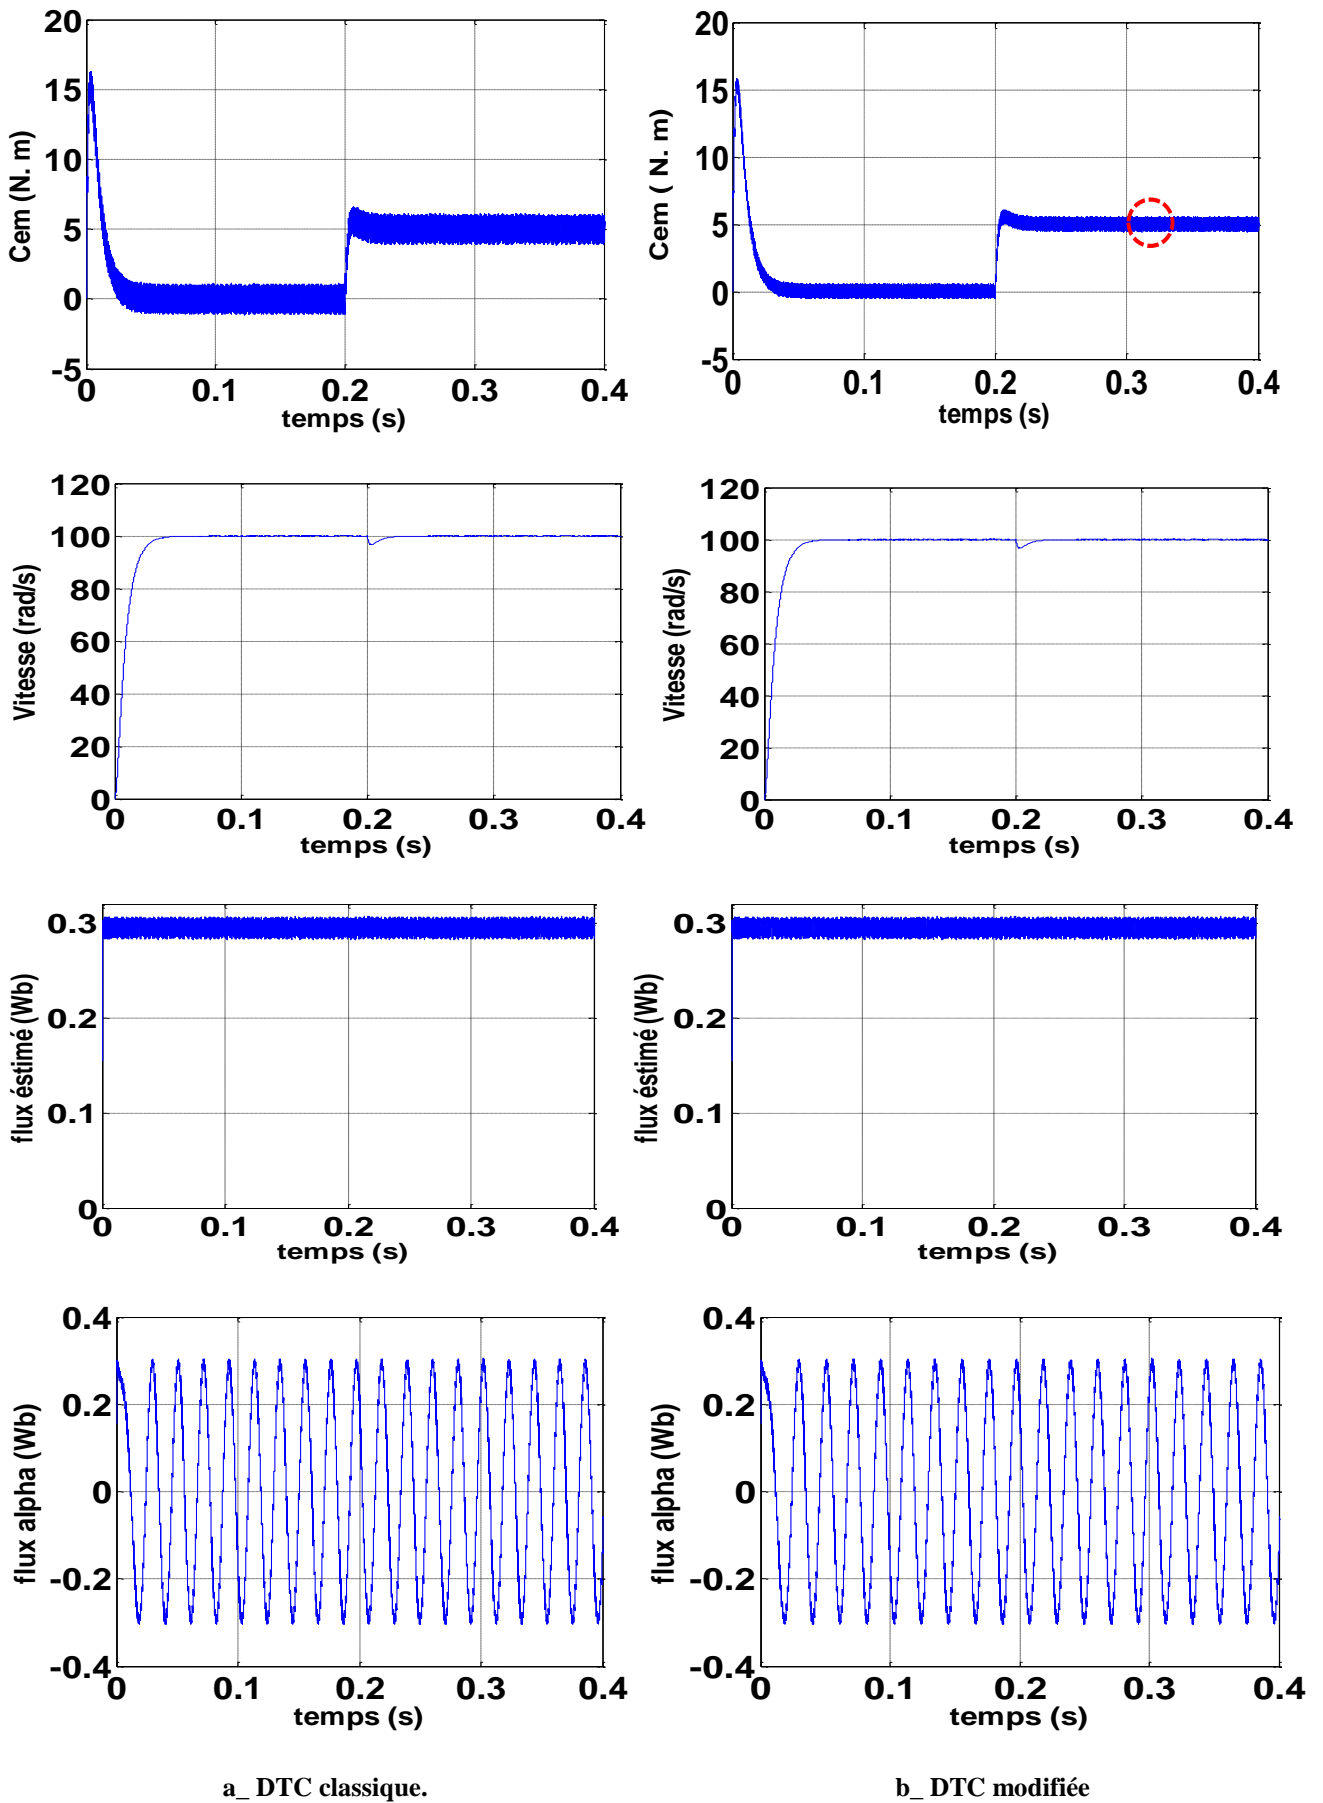 20
15
10
5
0
-5
0 0.1 0.2 0.3 0.4
Cem (N. m)
temps (s)
20
15
10
5
0
-5
0 0.1 0.2 0.3 0.4
Cem ( N. m)
temps (s)
120
100
80
60
40
20
0
0 0.1 0.2 0.3 0.4
Vitesse (rad/s)
temps (s)
120
100
80
60
40
20
0
0 0.1 0.2 0.3 0.4
Vitesse (rad/s)
temps (s)
0.3
0.2
0.1
0
0 0.1 0.2 0.3 0.4
flux éstimé (Wb)
temps (s)
0.3
0.2
0.1
0
0 0.1 0.2 0.3 0.4
flux éstimé (Wb)
temps (s)
0.4
0.2
0
-0.2
-0.4
0 0.1 0.2 0.3 0.4
flux alpha (Wb)
temps (s)
0.4
0.2
0
-0.2
-0.4
0 0.1 0.2 0.3 0.4
flux alpha (Wb)
temps (s)
a_ DTC classique.
b_ DTC modifiée